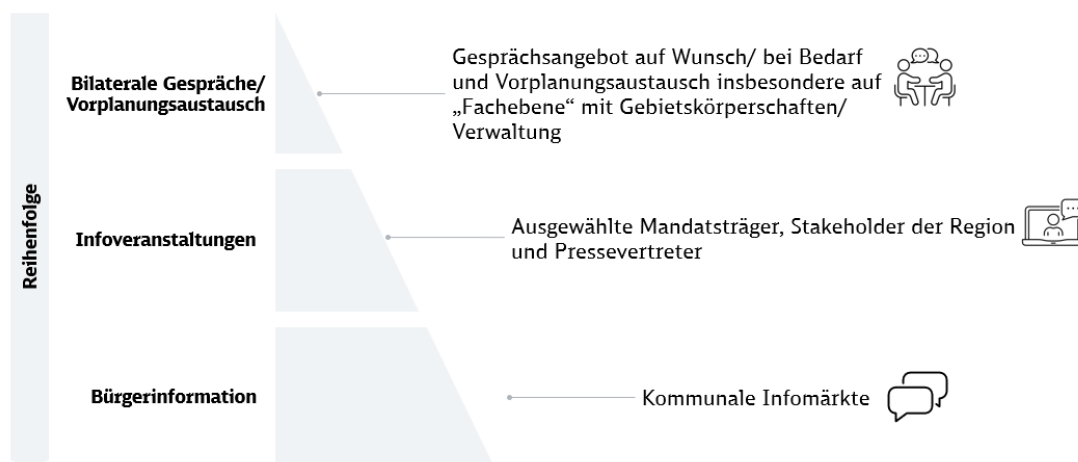 Reihenfolge
Bilaterale Gespräche/
Vorplanungsaustausch
Gesprächsangebot auf Wunsch/ bei Bedarf
und Vorplanungsaustausch insbesondere auf
„Fachebene“ mit Gebietskörperschaften/
Verwaltung
Infoveranstaltungen
Ausgewählte Mandatsträger, Stakeholder der Region
und Pressevertreter
Bürgerinformation
Kommunale Infomärkte